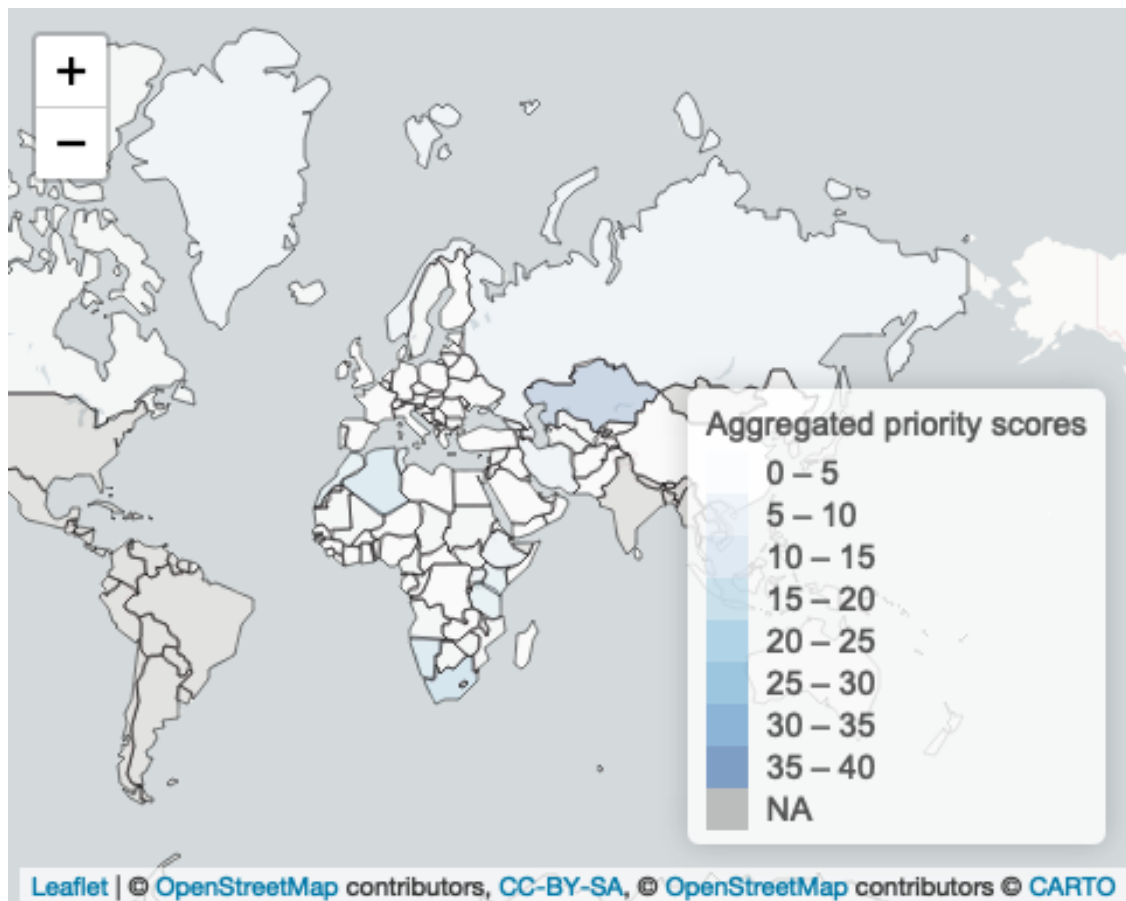 +
−
Aggregated priority scores
0 – 5
5 – 10
10 – 15
15 – 20
20 – 25
25 – 30
30 – 35
35 – 40
NA
Leaflet | © OpenStreetMap contributors, CC-BY-SA, © OpenStreetMap contributors © CARTO